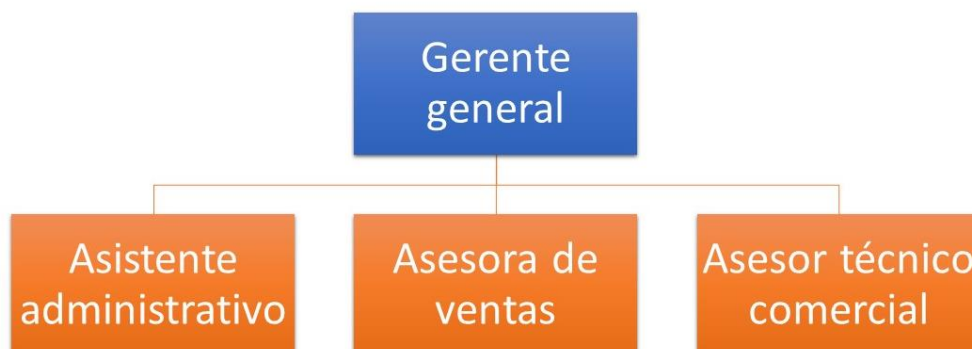 Gerente
general
Asistente
administrativo
Asesora de
ventas
Asesor técnico
comercial